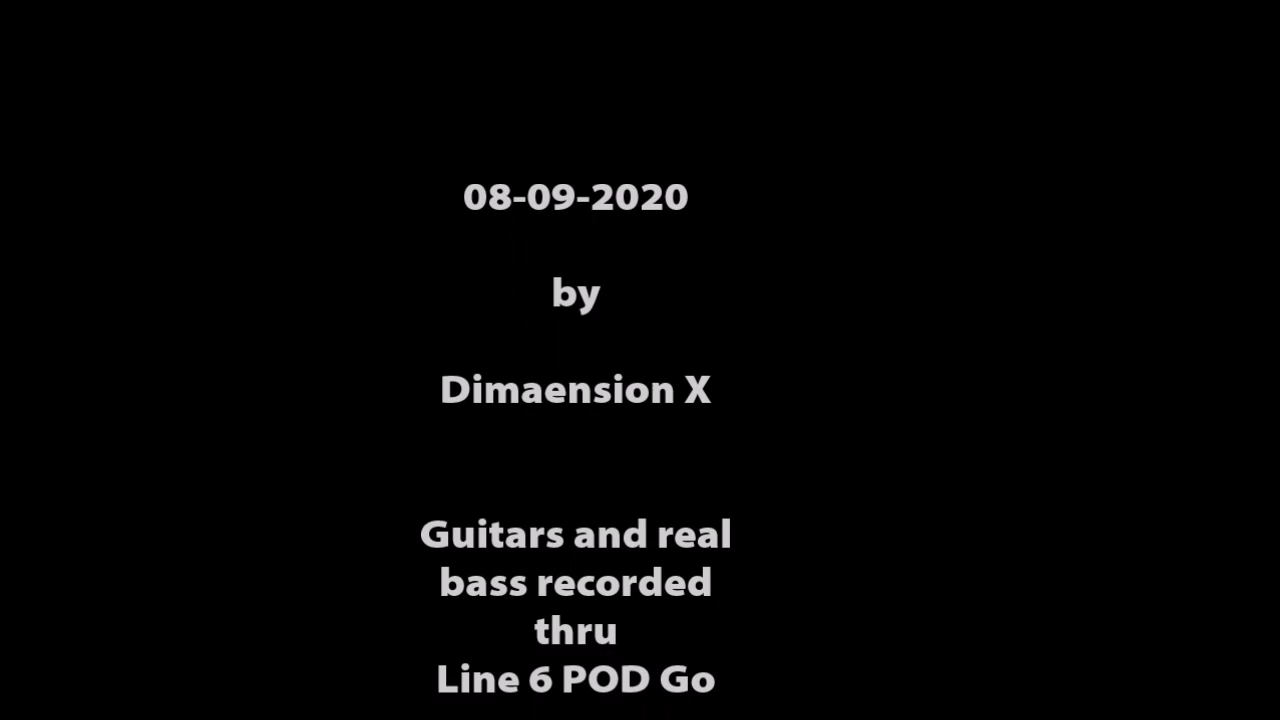 08-09-2020
by
Dimaension X
Guitars and real
bass recorded
thru
Line 6 POD Go